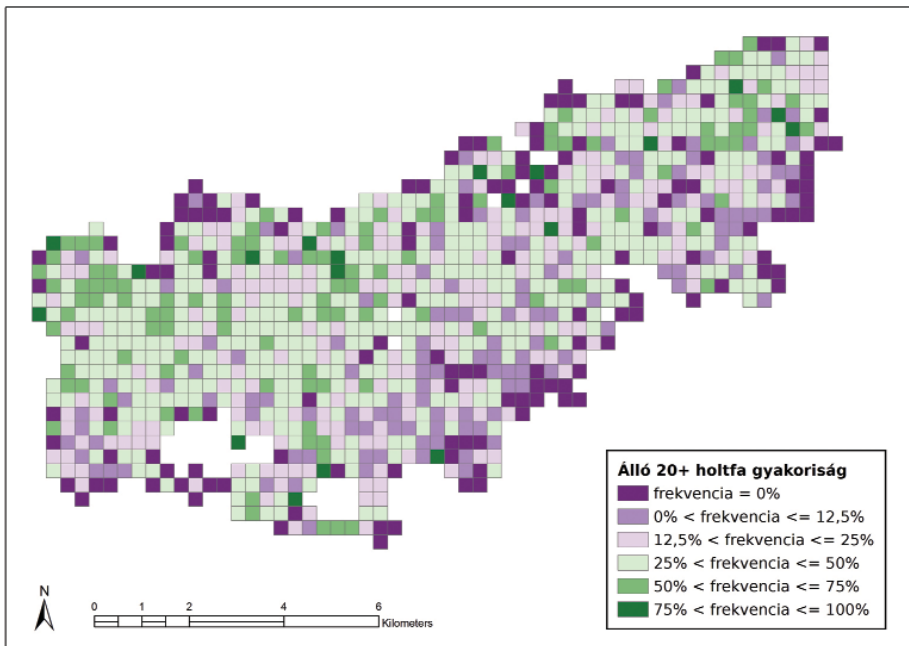 Álló 20+ holtfa gyakoriság
frekvencia = 0%
0% < frekvencia <= 12,5%
12,5% < frekvencia <= 25%
25% < frekvencia <= 50%
50% < frekvencia <= 75%
75% < frekvencia <= 100%
N
0 1 2 4 6
Kilometers